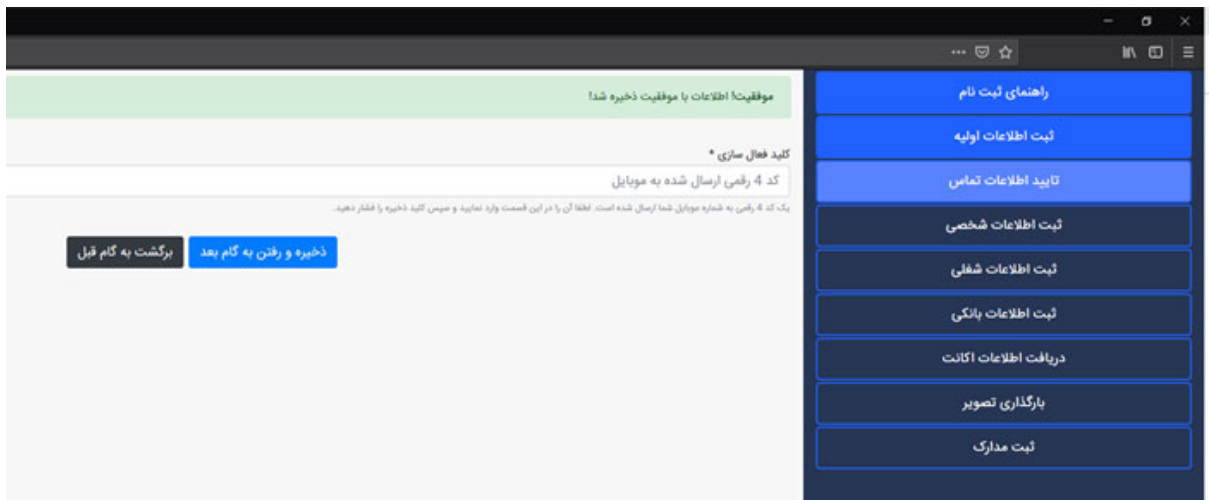 راهنمای ثبت نام
ثبت اطلاعات اولیه
تایید اطلاعات تماس
ثبت اطلاعات شخصی
ثبت اطلاعات شغلی
ثبت اطلاعات بانکی
دریافت اطلاعات اکانت
بارگذاری تصویر
ثبت مدارک
موفقیت! اطلاعات با موفقیت ذخیره شد!
کلید فعال سازی *
کد 4 رقمی ارسال شده به موبایل
یک کد 4 رقمی به شماره موبایل شما ارسال شده است. لطفا آن را در این قسمت وارد نمایید و سپس کلید ذخیره را فشار دهید.
ذخیره و رفتن به گام بعد
برگشت به گام قبل